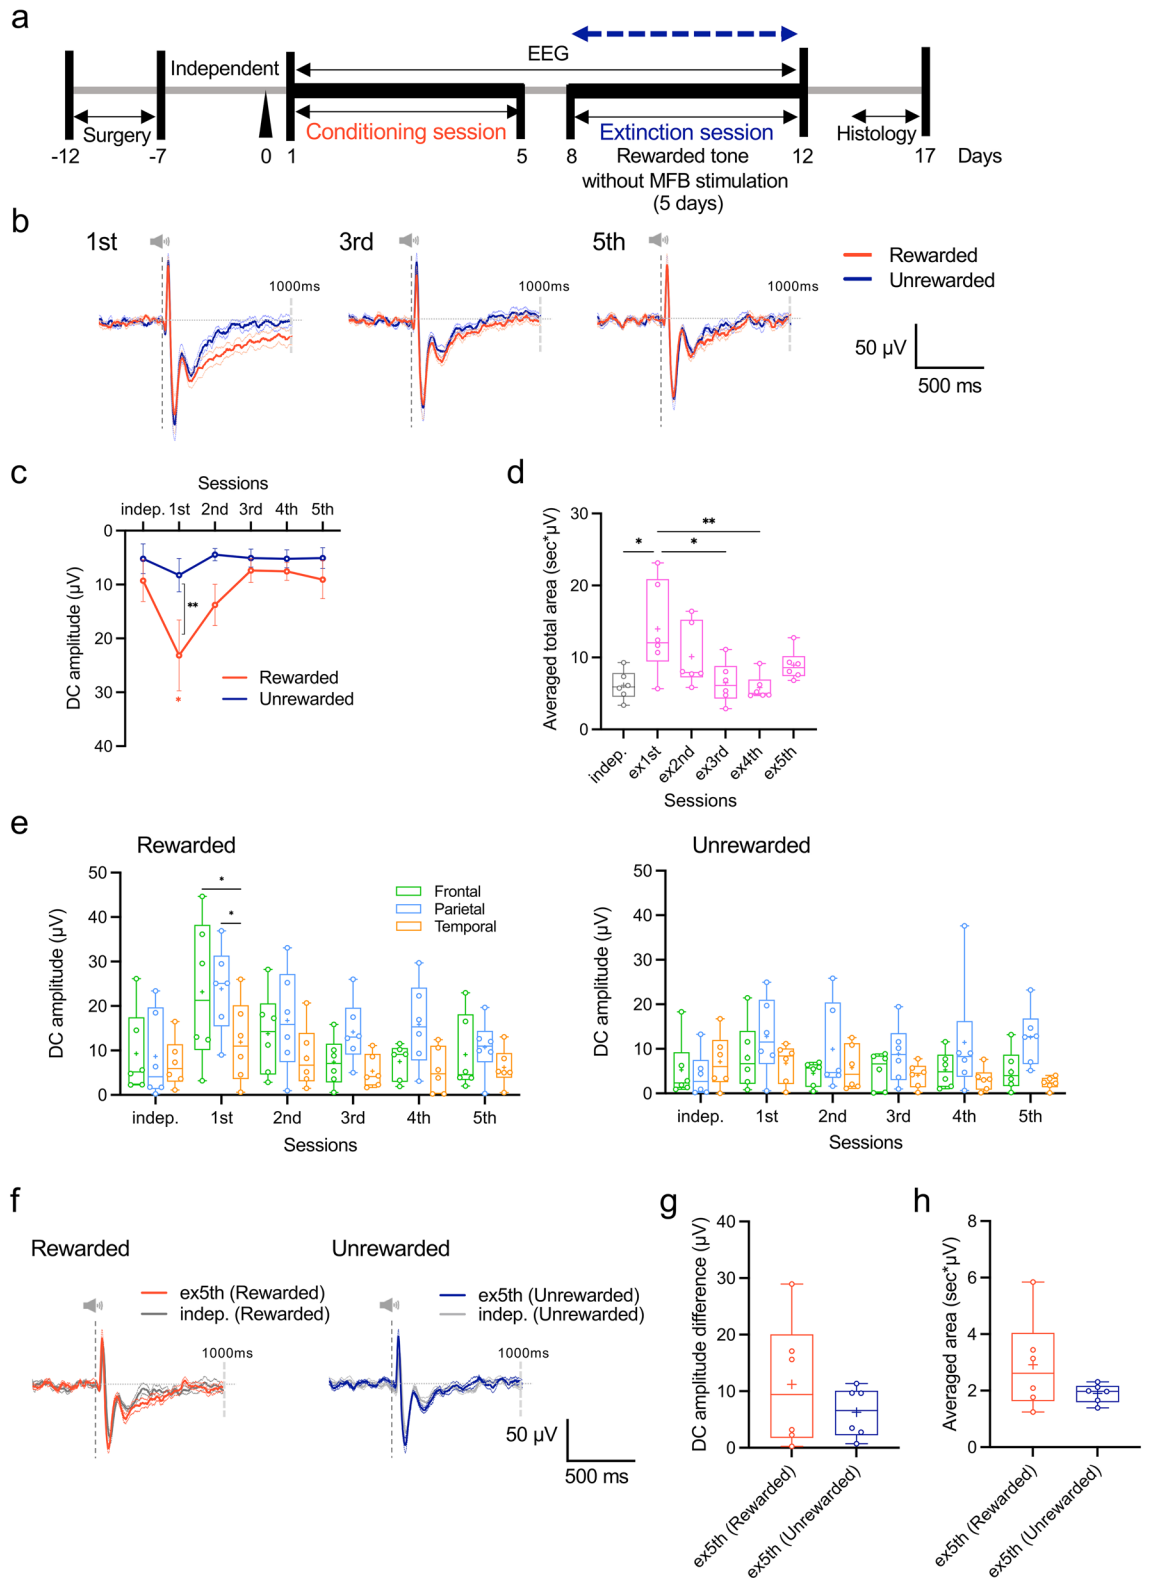 a
EEG
Independent
Surgery
Conditioning session
Extinction session
Histology
-12
-7
0
1
5
8
Rewarded tone
12
17
Days
without MFB stimulation
(5 days)
b
1st
3rd
5th
1000ms
1000ms
1000ms
Rewarded
Unrewarded
50 µV
500 ms
c
Sessions
indep. 1st 2nd 3rd 4th 5th
DC amplitude (µV)
0
10
20
30
40
**
*
Rewarded
Unrewarded
d
Averaged total area (sec*µV)
30
20
10
0
**
*
*
indep.
ex1st
ex2nd
ex3rd
ex4th
ex5th
Sessions
e
Rewarded
DC amplitude (µV)
50
40
30
20
10
0
*
*
Frontal
Parietal
Temporal
indep. 1st 2nd 3rd 4th 5th
Sessions
Unrewarded
DC amplitude (µV)
50
40
30
20
10
0
indep. 1st 2nd 3rd 4th 5th
Sessions
f
Rewarded
ex5th (Rewarded)
indep. (Rewarded)
1000ms
Unrewarded
ex5th (Unrewarded)
indep. (Unrewarded)
1000ms
50 µV
500 ms
g
DC amplitude difference (µV)
40
30
20
10
0
ex5th (Rewarded)
ex5th (Unrewarded)
h
Averaged area (sec*µV)
8
6
4
2
0
ex5th (Rewarded)
ex5th (Unrewarded)